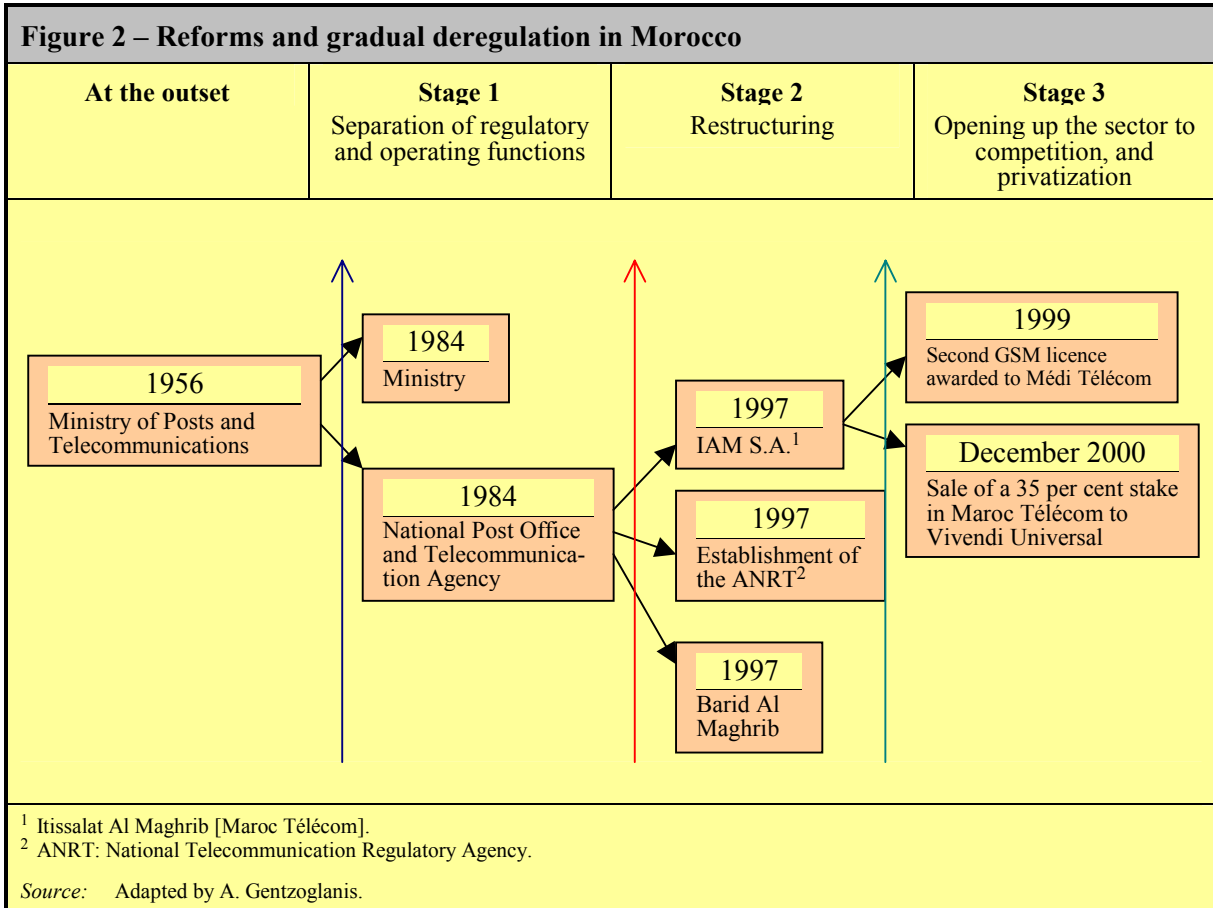 Figure 2 – Reforms and gradual deregulation in Morocco
At the outset
Stage 1
Separation of regulatory
and operating functions
Stage 2
Restructuring
Stage 3
Opening up the sector to
competition, and
privatization
1956
Ministry of Posts and
Telecommunications
1984
Ministry
1984
National Post Office
and Telecommunica-
tion Agency
1997
IAM S.A.1
1997
Establishment of
the ANRT2
1997
Barid Al
Maghrib
1999
Second GSM licence
awarded to Médi Télécom
December 2000
Sale of a 35 per cent stake
in Maroc Télécom to
Vivendi Universal
1 Itissalat Al Maghrib [Maroc Télécom].
2 ANRT: National Telecommunication Regulatory Agency.
Source: Adapted by A. Gentzoglanis.